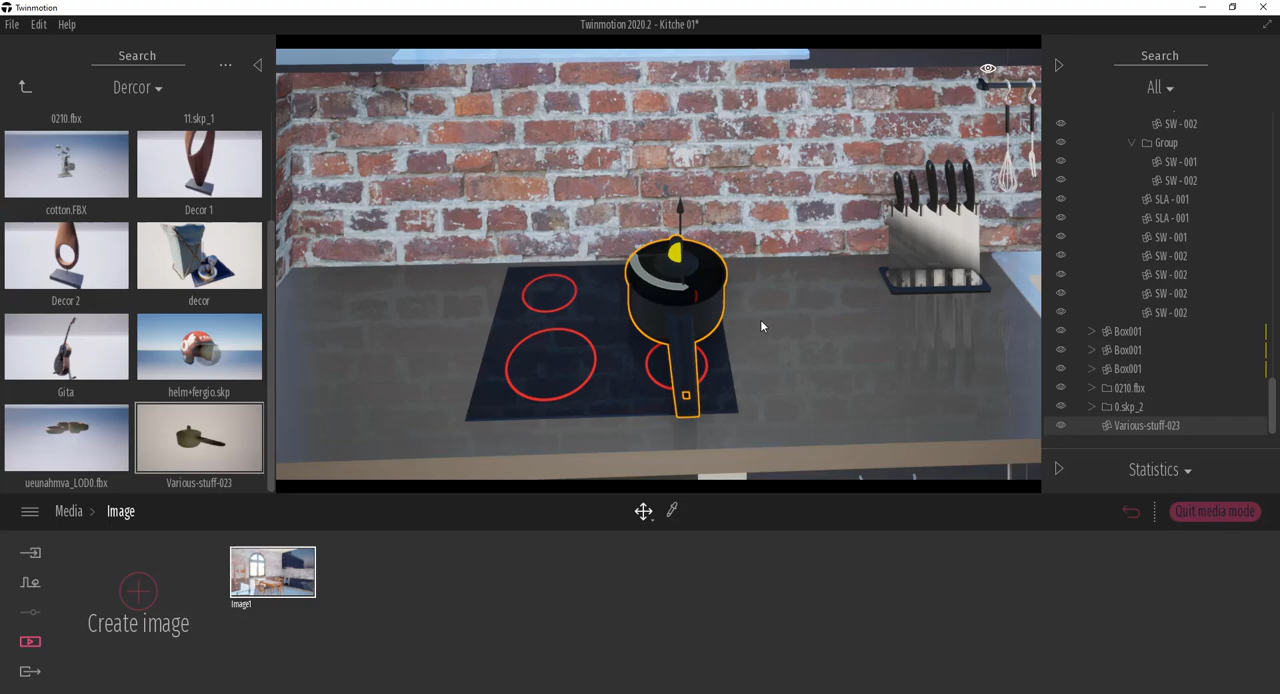 Twinmotion
File Edit Help
Twinmotion 2020.2 - Kitche 01*
Search
...
Dercor
0210.fbx
11.skp_1
cotton.FBX
Decor 1
Decor 2
decor
Gita
helm+fergio.skp
ueunahmva_LOD0.fbx
Various-stuff-023
Search
All
SW - 002
Group
SW - 001
SW - 002
SLA - 001
SLA - 001
SW - 001
SW - 002
SW - 002
SW - 002
SW - 002
Box001
Box001
Box001
0210.fbx
0.skp_2
Various-stuff-023
Statistics
Media > Image
Quit media mode
Create image
Image1